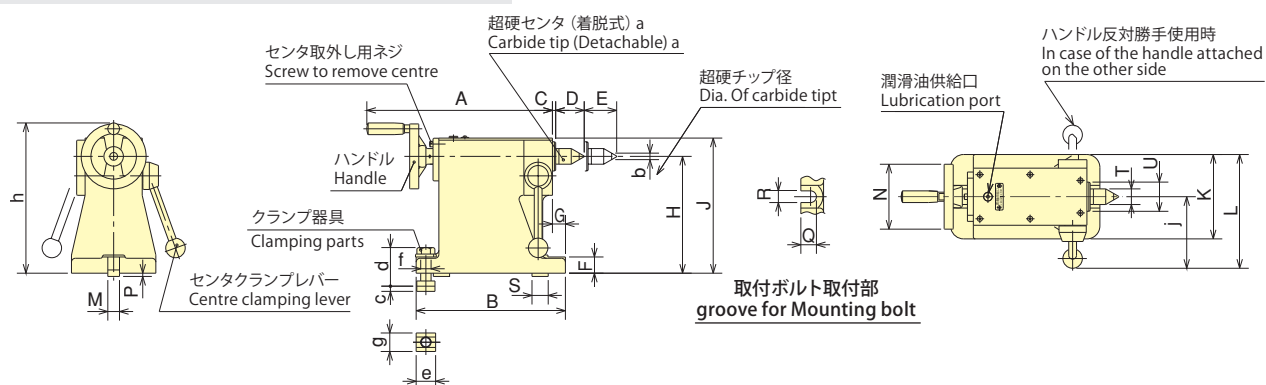 超硬センタ（着脱式）a
Carbide tip (Detachable) a
センタ取外し用ネジ
Screw to remove centre
超硬チップ径
Dia. Of carbide tipt
ハンドル反対勝手使用時
In case of the handle attached
on the other side
潤滑油供給口
Lubrication port
A
C
D
E
h
ハンドル
Handle
b
H
J
R
Q
N
T
U
j
K
L
クランプ器具
Clamping parts
G
f
d
c
F
S
B
センタクランプレバー
Centre clamping lever
M
P
取付ボルト取付部
groove for Mounting bolt
g
e